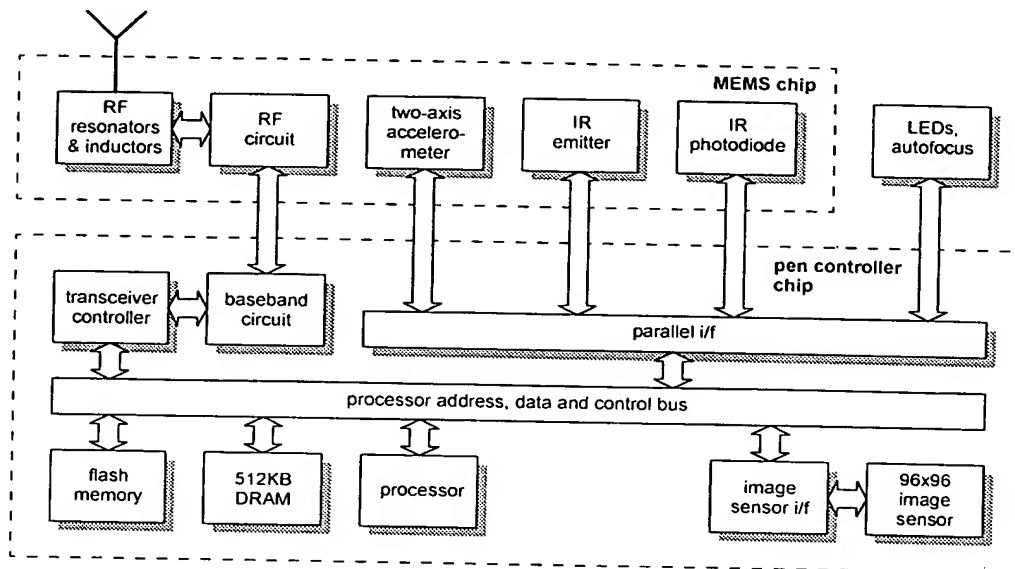 MEMS chip
RF
resonators
& inductors
RF
circuit
two-axis
accelero-
meter
IR
emitter
IR
photodiode
LEDs,
autofocus
pen controller
chip
transceiver
controller
baseband
circuit
parallel i/f
processor address, data and control bus
flash
memory
512KB
DRAM
processor
image
sensor i/f
96x96
image
sensor